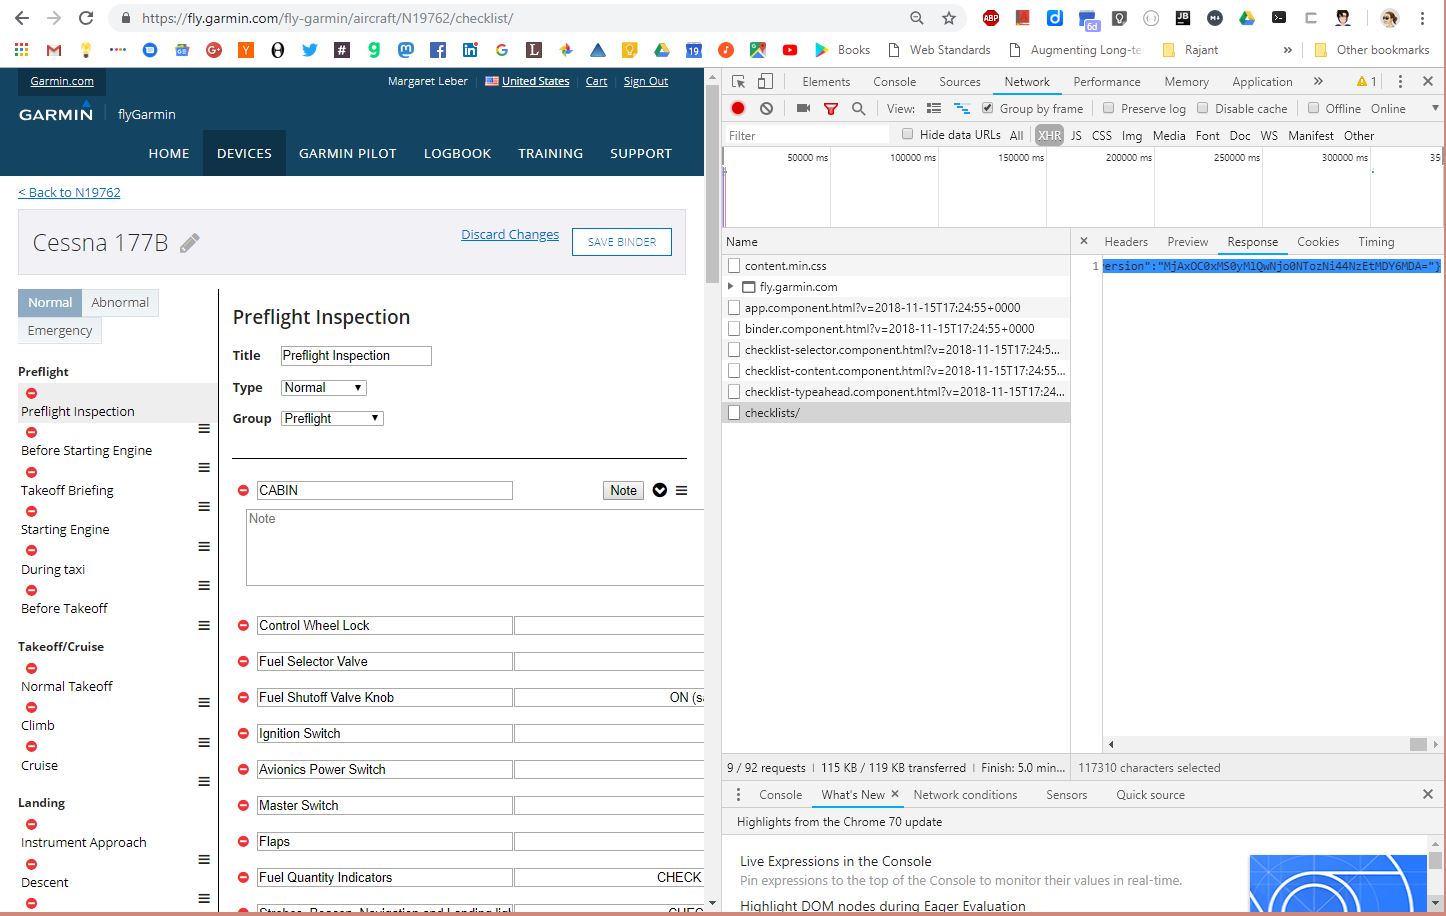 https://fly.garmin.com/fly-garmin/aircraft/N19762/checklist/
ABP
6d
JB
Books
Web Standards
Augmenting Long-te
Rajant
»
Other bookmarks
Garmin.com
Margaret Leber
United States
Cart
Sign Out
GARMIN
flyGarmin
HOME
DEVICES
GARMIN PILOT
LOGBOOK
TRAINING
SUPPORT
< Back to N19762
Cessna 177B
Discard Changes
SAVE BINDER
Normal
Abnormal
Emergency
Preflight
Preflight Inspection
Before Starting Engine
Takeoff Briefing
Starting Engine
During taxi
Before Takeoff
Takeoff/Cruise
Normal Takeoff
Climb
Cruise
Landing
Instrument Approach
Descent
Preflight Inspection
Title Preflight Inspection
Type Normal
Group Preflight
CABIN
Note
Note
Control Wheel Lock
Fuel Selector Valve
Fuel Shutoff Valve Knob ON (sa
Ignition Switch
Avionics Power Switch
Master Switch
Flaps
Fuel Quantity Indicators CHECK
Strobes, Beacon, Navigation and Landing ligl CHEC
Elements Console Sources Network Performance Memory Application » 1
View: Group by frame Preserve log Disable cache Offline Online
Filter Hide data URLs All XHR JS CSS Img Media Font Doc WS Manifest Other
50000 ms 100000 ms 150000 ms 200000 ms 250000 ms 300000 ms 35
Name
content.min.css
fly.garmin.com
app.component.html?v=2018-11-15T17:24:55+0000
binder.component.html?v=2018-11-15T17:24:55+0000
checklist-selector.component.html?v=2018-11-15T17:24:5...
checklist-content.component.html?v=2018-11-15T17:24:55...
checklist-typeahead.component.html?v=2018-11-15T17:24...
checklists/
Headers Preview Response Cookies Timing
1 ersion":"MjAxOC0xMS0yMlQwNjo0NTozNi44NzEtMDY6MDA="}
9 / 92 requests | 115 KB / 119 KB transferred | Finish: 5.0 min...
117310 characters selected
Console What's New Network conditions Sensors Quick source
Highlights from the Chrome 70 update
Live Expressions in the Console
Pin expressions to the top of the Console to monitor their values in real-time.
Highlight DOM nodes during Eager Evaluation